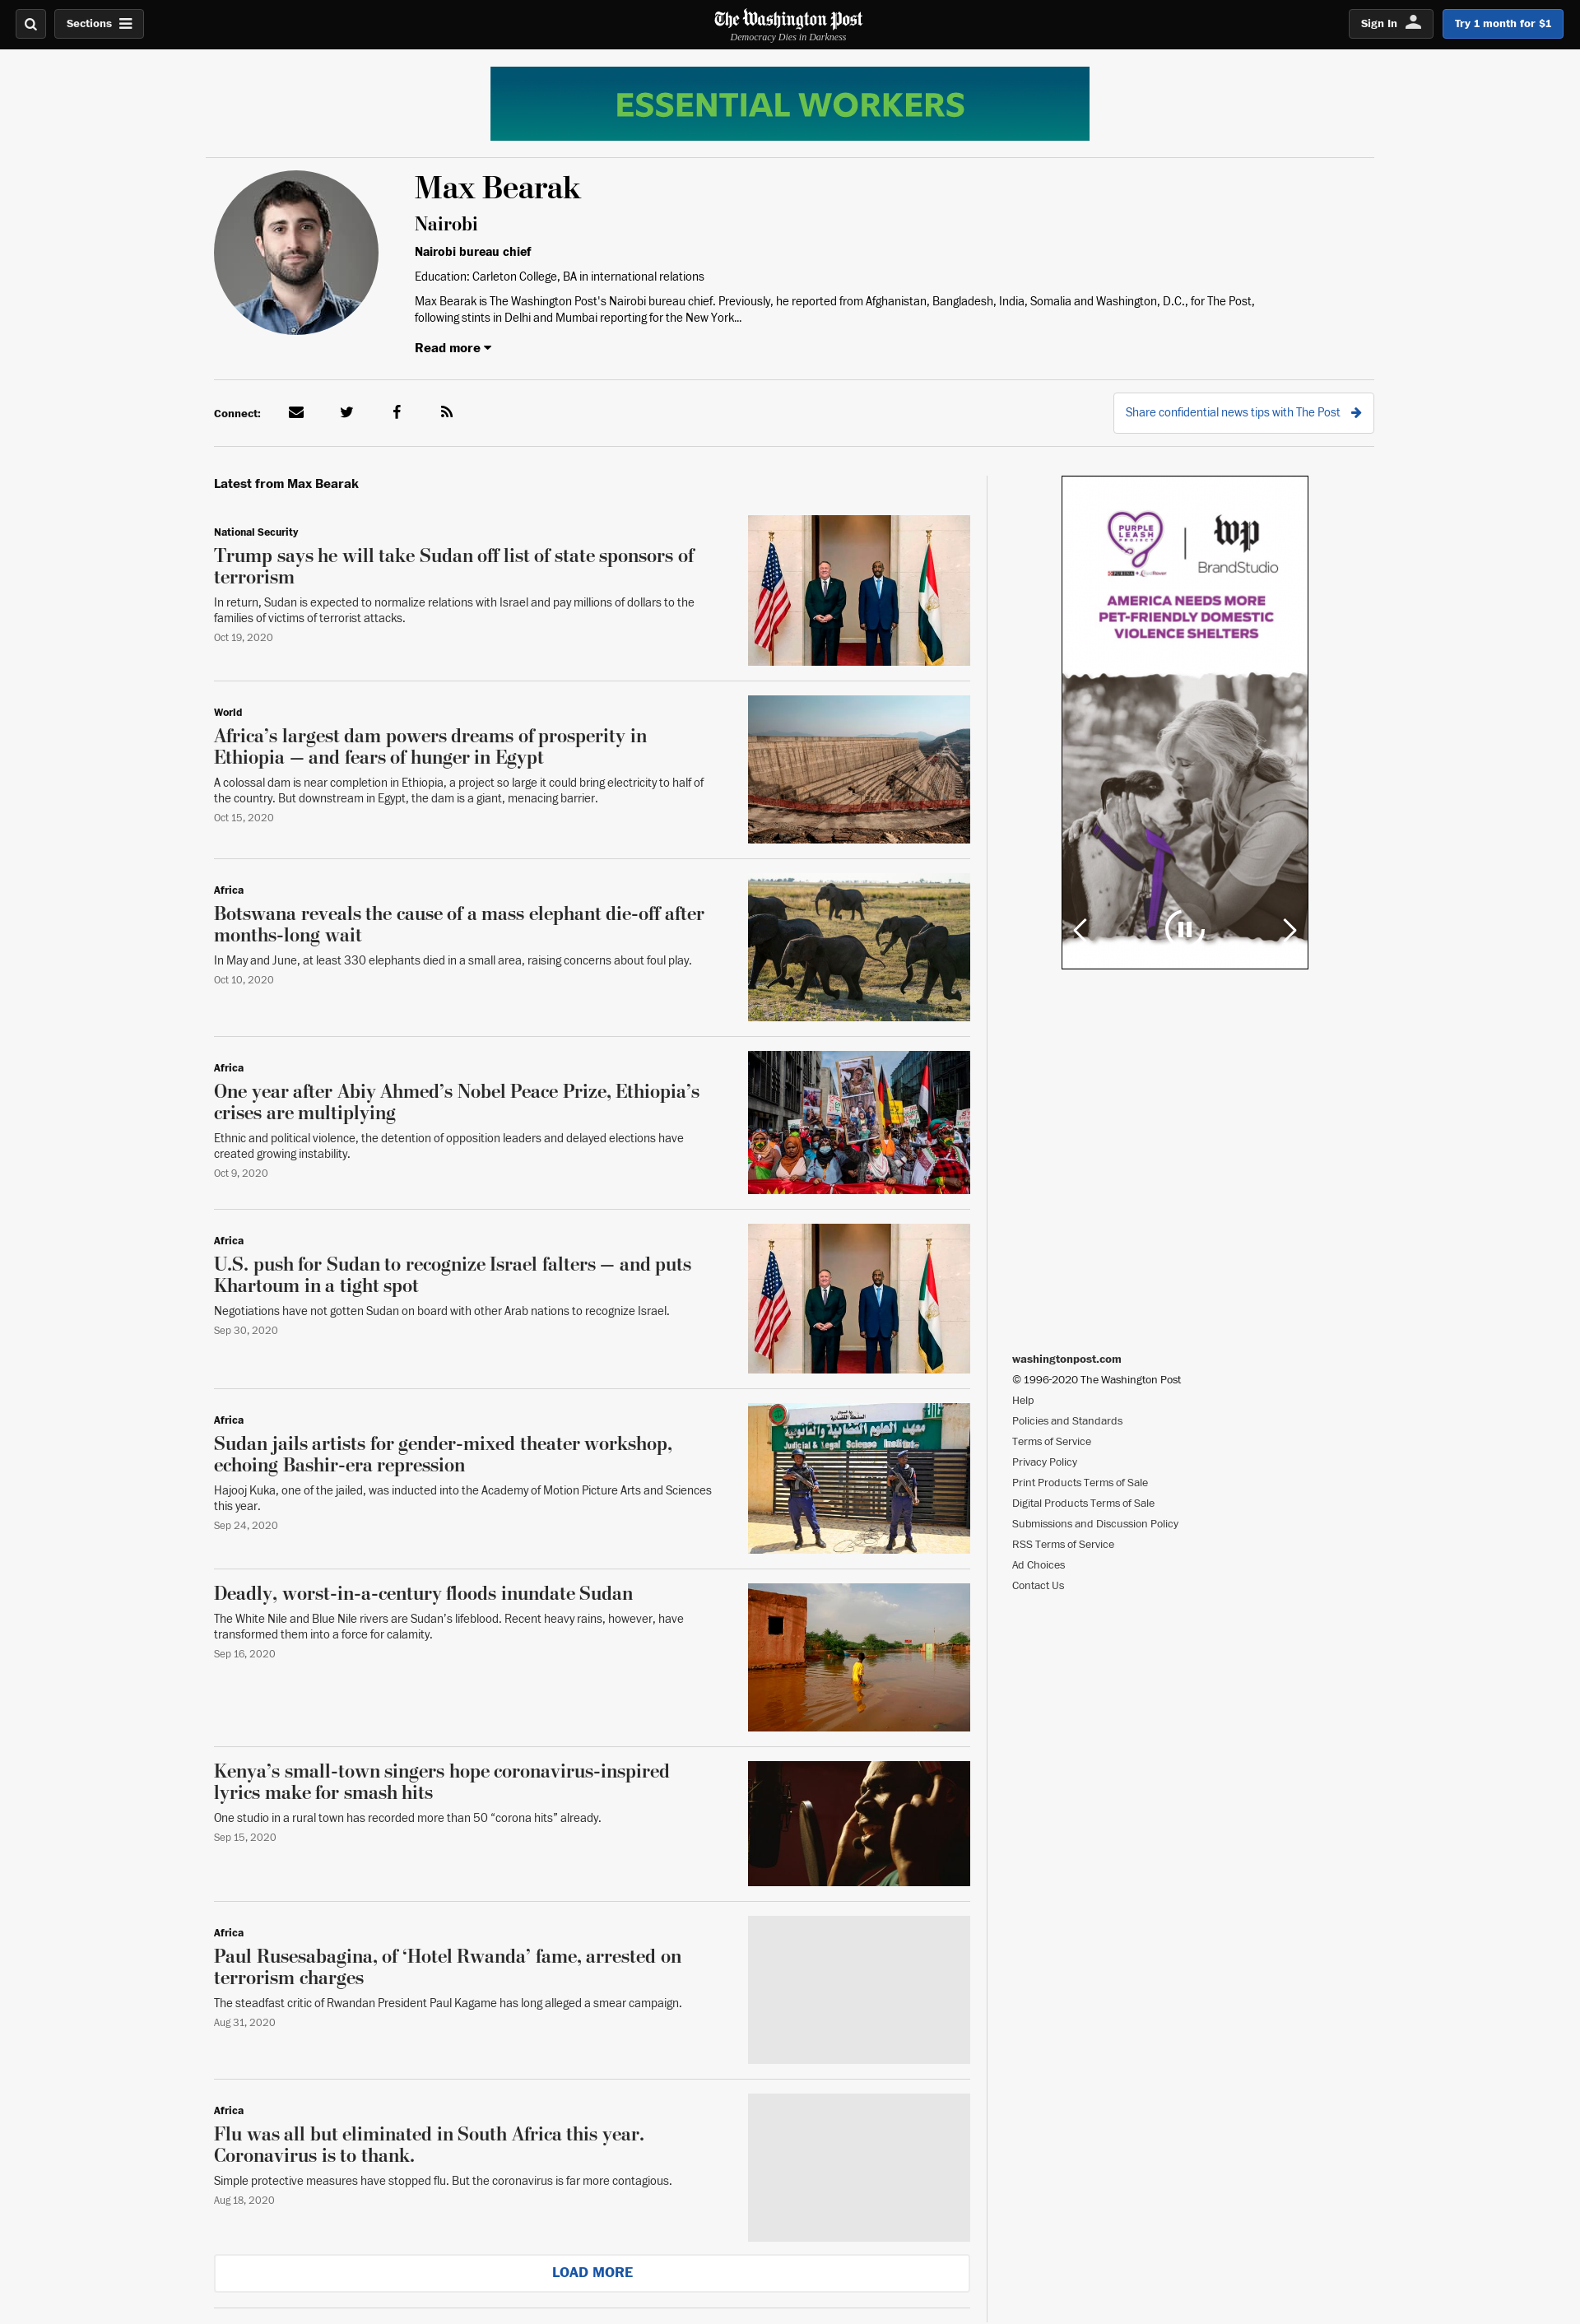 Sections
The Washington Post
Democracy Dies in Darkness
Sign In
Try 1 month for $1
ESSENTIAL WORKERS
Max Bearak
Nairobi
Nairobi bureau chief
Education: Carleton College, BA in international relations
Max Bearak is The Washington Post's Nairobi bureau chief. Previously, he reported from Afghanistan, Bangladesh, India, Somalia and Washington, D.C., for The Post,
following stints in Delhi and Mumbai reporting for the New York...
Read more
Connect:
Share confidential news tips with The Post
Latest from Max Bearak
National Security
Trump says he will take Sudan off list of state sponsors of
terrorism
In return, Sudan is expected to normalize relations with Israel and pay millions of dollars to the
families of victims of terrorist attacks.
Oct 19, 2020
World
Africa’s largest dam powers dreams of prosperity in
Ethiopia — and fears of hunger in Egypt
A colossal dam is near completion in Ethiopia, a project so large it could bring electricity to half of
the country. But downstream in Egypt, the dam is a giant, menacing barrier.
Oct 15, 2020
Africa
Botswana reveals the cause of a mass elephant die-off after
months-long wait
In May and June, at least 330 elephants died in a small area, raising concerns about foul play.
Oct 10, 2020
Africa
One year after Abiy Ahmed’s Nobel Peace Prize, Ethiopia’s
crises are multiplying
Ethnic and political violence, the detention of opposition leaders and delayed elections have
created growing instability.
Oct 9, 2020
Africa
U.S. push for Sudan to recognize Israel falters — and puts
Khartoum in a tight spot
Negotiations have not gotten Sudan on board with other Arab nations to recognize Israel.
Sep 30, 2020
Africa
Sudan jails artists for gender-mixed theater workshop,
echoing Bashir-era repression
Hajooj Kuka, one of the jailed, was inducted into the Academy of Motion Picture Arts and Sciences
this year.
Sep 24, 2020
معهد العلوم القضائية والقانونية
Judicial & Legal Science Institute
Deadly, worst-in-a-century floods inundate Sudan
The White Nile and Blue Nile rivers are Sudan’s lifeblood. Recent heavy rains, however, have
transformed them into a force for calamity.
Sep 16, 2020
Kenya’s small-town singers hope coronavirus-inspired
lyrics make for smash hits
One studio in a rural town has recorded more than 50 “corona hits” already.
Sep 15, 2020
Africa
Paul Rusesabagina, of ‘Hotel Rwanda’ fame, arrested on
terrorism charges
The steadfast critic of Rwandan President Paul Kagame has long alleged a smear campaign.
Aug 31, 2020
Africa
Flu was all but eliminated in South Africa this year.
Coronavirus is to thank.
Simple protective measures have stopped flu. But the coronavirus is far more contagious.
Aug 18, 2020
LOAD MORE
PURPLE
LEASH
PROJECT
PURINA
wp
BrandStudio
AMERICA NEEDS MORE
PET-FRIENDLY DOMESTIC
VIOLENCE SHELTERS
washingtonpost.com
© 1996-2020 The Washington Post
Help
Policies and Standards
Terms of Service
Privacy Policy
Print Products Terms of Sale
Digital Products Terms of Sale
Submissions and Discussion Policy
RSS Terms of Service
Ad Choices
Contact Us